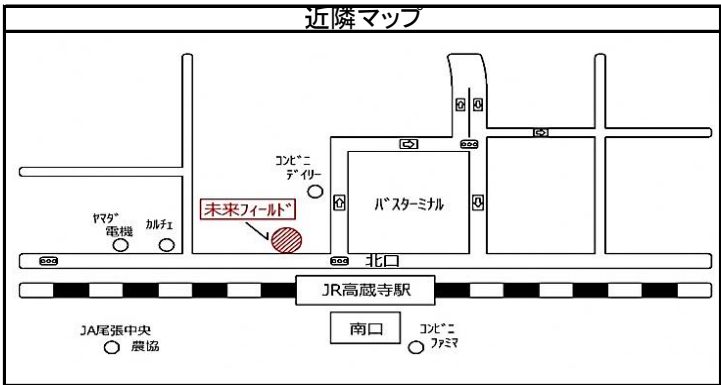 近隣マップ
コンビニ
デイリー
未来フィールド
バスターミナル
ヤマダ
電機
カルチェ
北口
JR高蔵寺駅
南口
コンビニ
ファミマ
JA尾張中央
農協